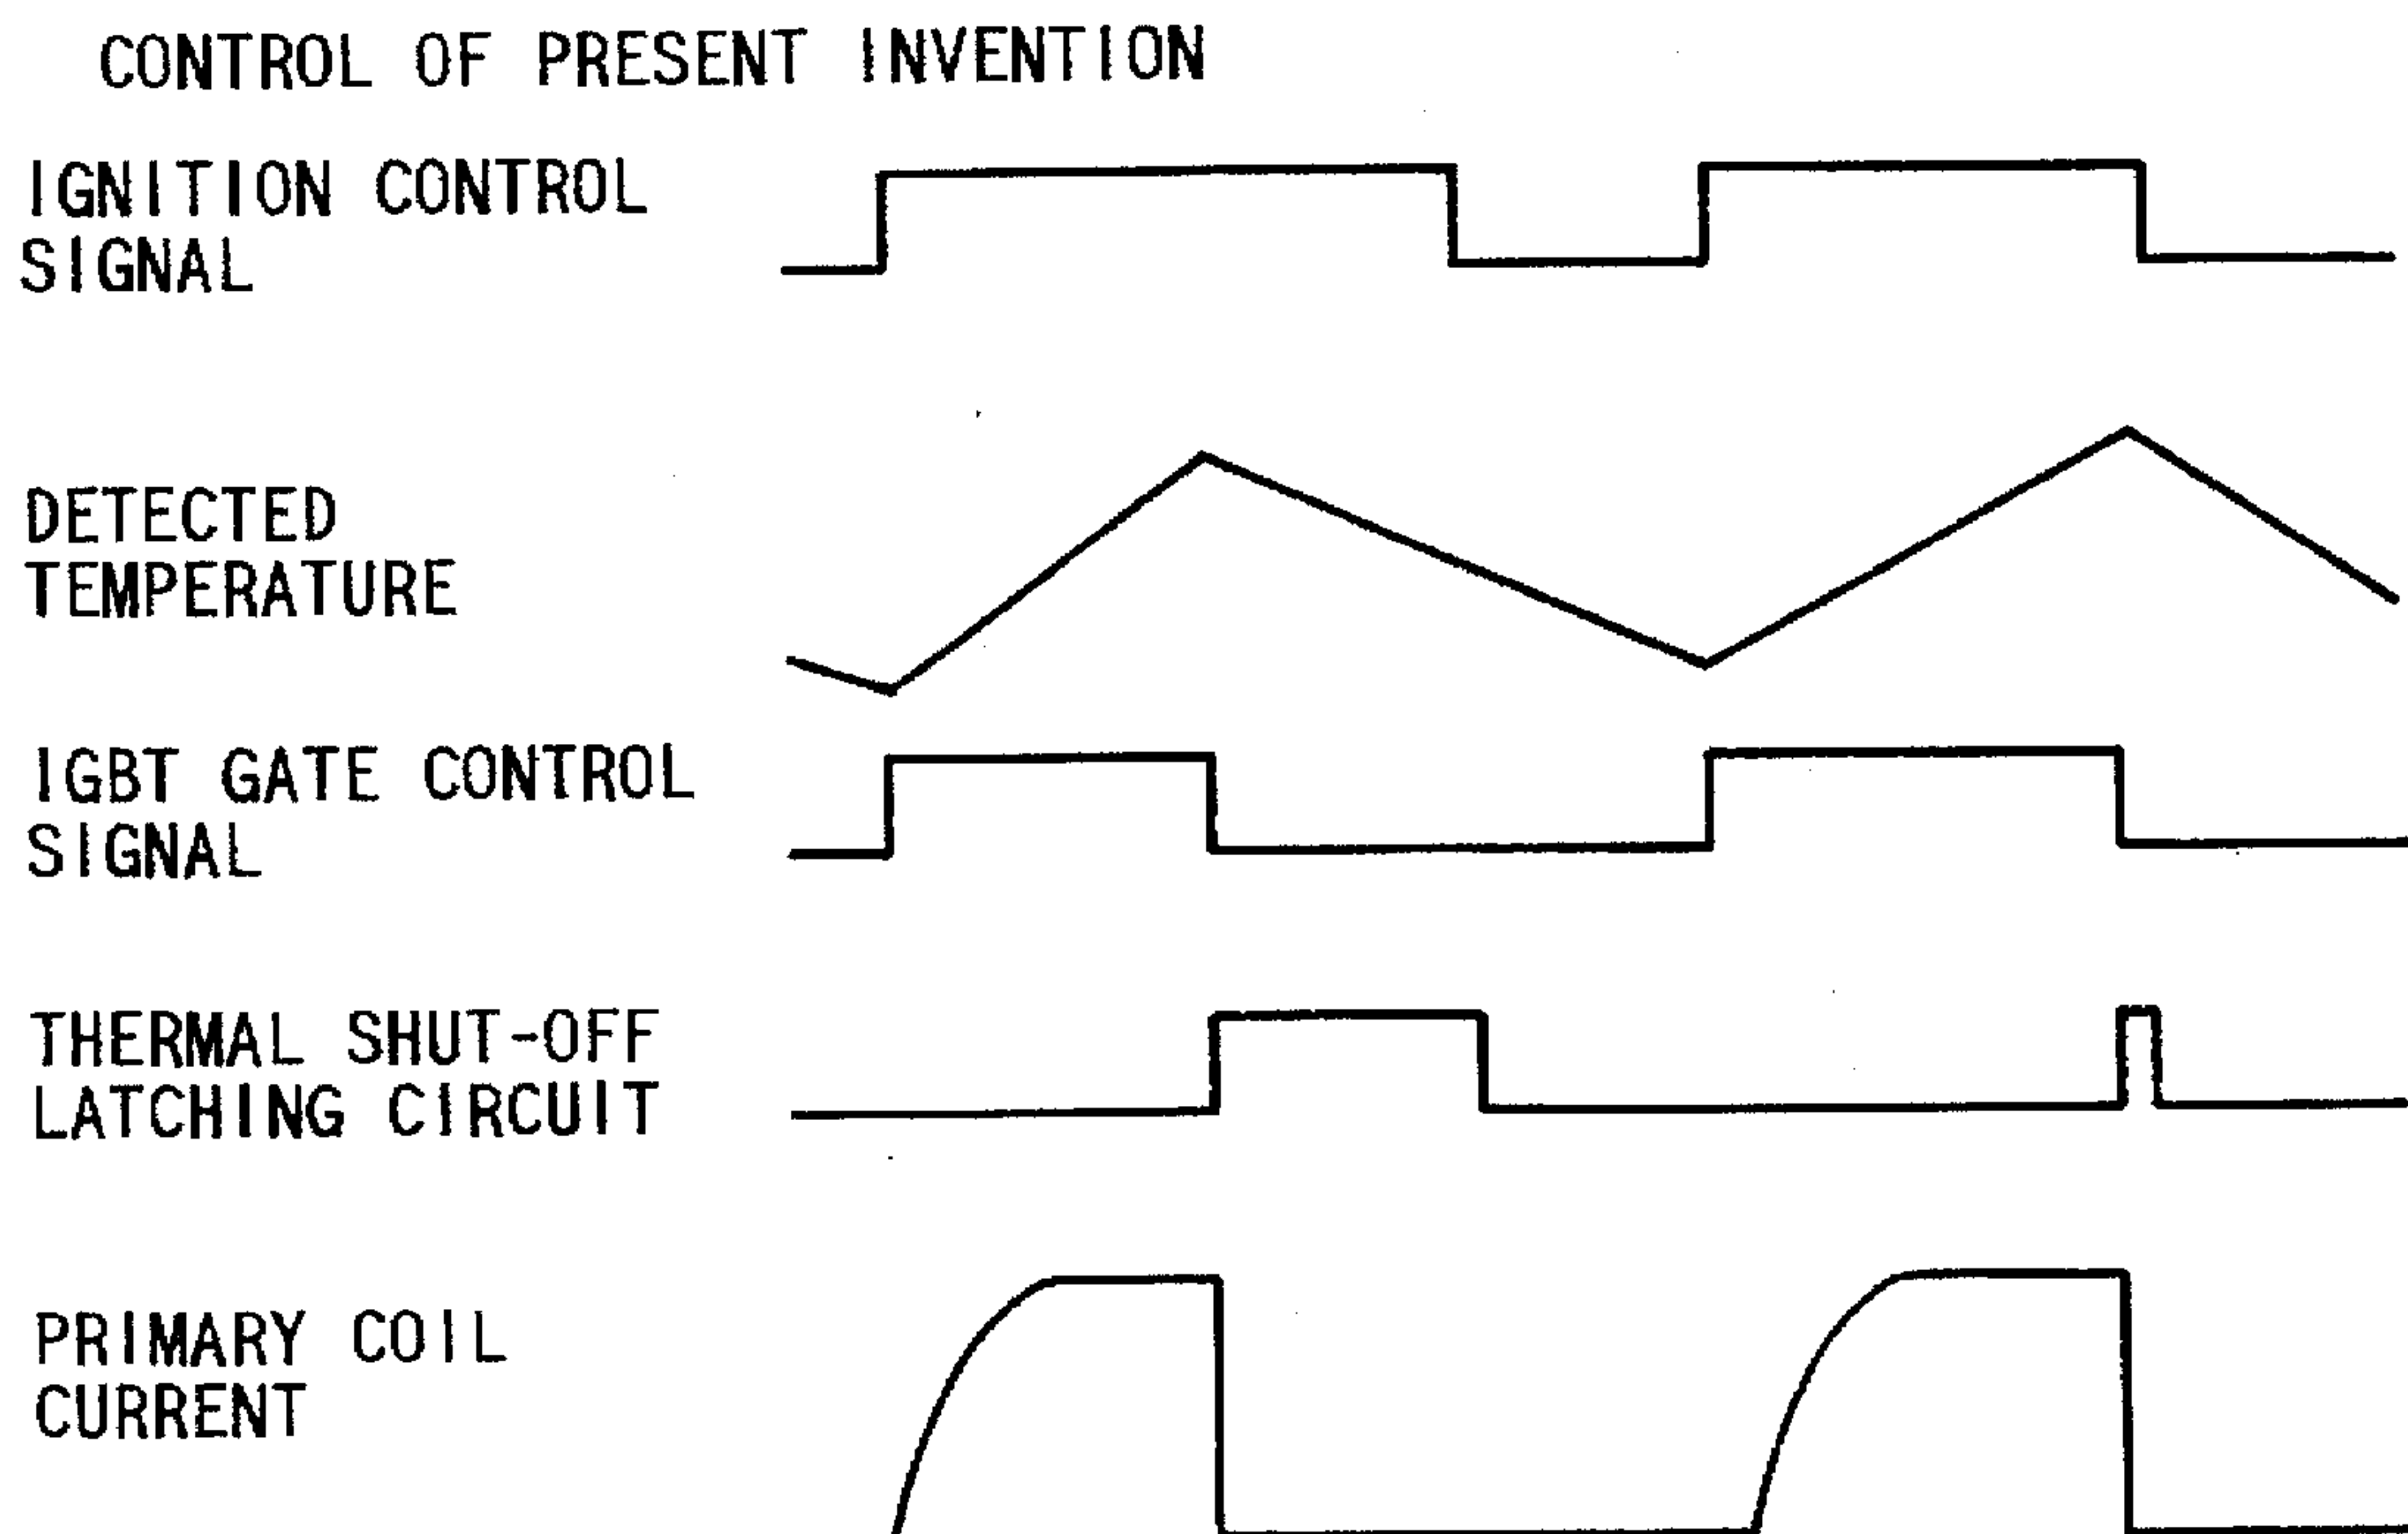 CONTROL OF PRESENT INVENTION
IGNITION CONTROL
SIGNAL
DETECTED
TEMPERATURE
IGBT GATE CONTROL
SIGNAL
THERMAL SHUT-OFF
LATCHING CIRCUIT
PRIMARY COIL
CURRENT